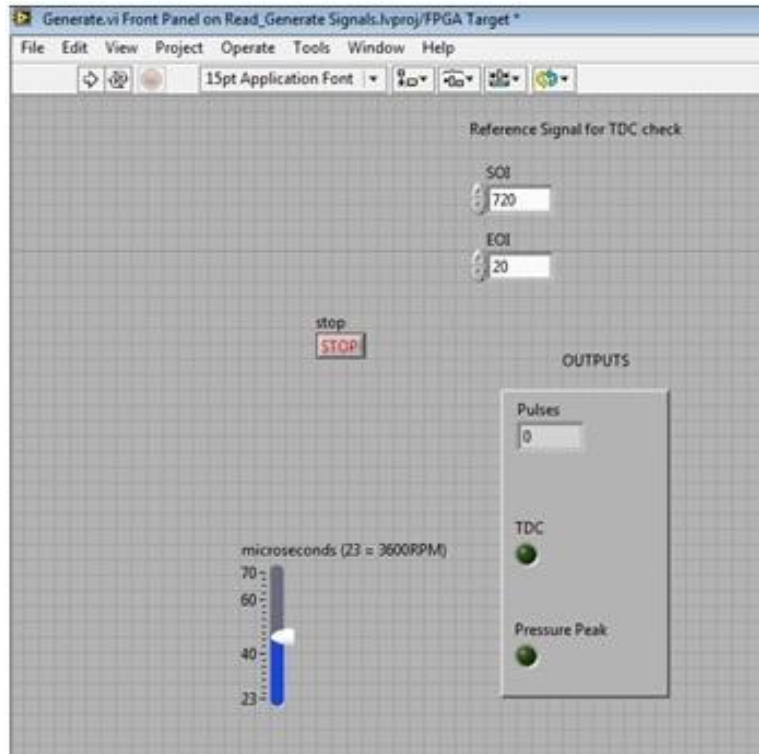 Generate.vi Front Panel on Read_Generate Signals.lvproj/FPGA Target *
File Edit View Project Operate Tools Window Help
15pt Application Font
Reference Signal for TDC check
SOI
720
EOI
20
stop
STOP
OUTPUTS
Pulses
0
TDC
microseconds (23 = 3600RPM)
70
60
40
23
Pressure Peak